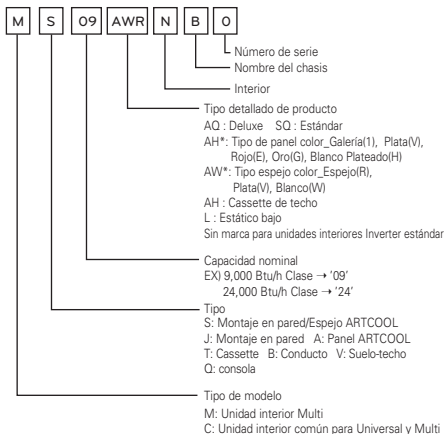 M S 09 AWR N B 0
Número de serie
Nombre del chasis
Interior
Tipo detallado de producto
AQ : Deluxe SQ : Estándar
AH*: Tipo de panel color_Galería(1), Plata(V),
Rojo(E), Oro(G), Blanco Plateado(H)
AW*: Tipo espejo color_Espejo(R),
Plata(V), Blanco(W)
AH : Cassette de techo
L : Estático bajo
Sin marca para unidades interiores Inverter estándar
Capacidad nominal
EX) 9,000 Btu/h Clase → '09'
24,000 Btu/h Clase → '24'
Tipo
S: Montaje en pared/Espejo ARTCOOL
J: Montaje en pared A: Panel ARTCOOL
T: Cassette B: Conducto V: Suelo-techo
Q: consola
Tipo de modelo
M: Unidad interior Multi
C: Unidad interior común para Universal y Multi